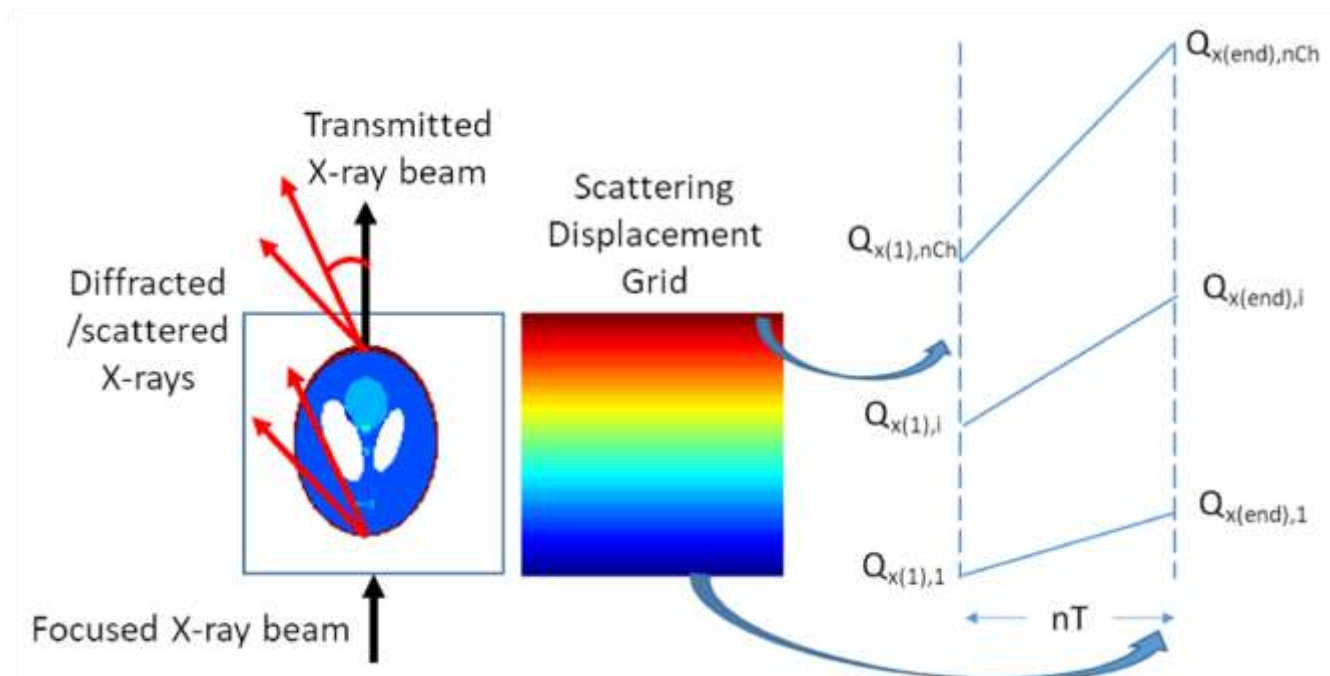 Transmitted
X-ray beam
Diffracted
/scattered
X-rays
Focused X-ray beam
Scattering
Displacement
Grid
Qx(end),nCh
Qx(1),nCh
Qx(end),i
Qx(1),i
Qx(end),1
Qx(1),1
nT